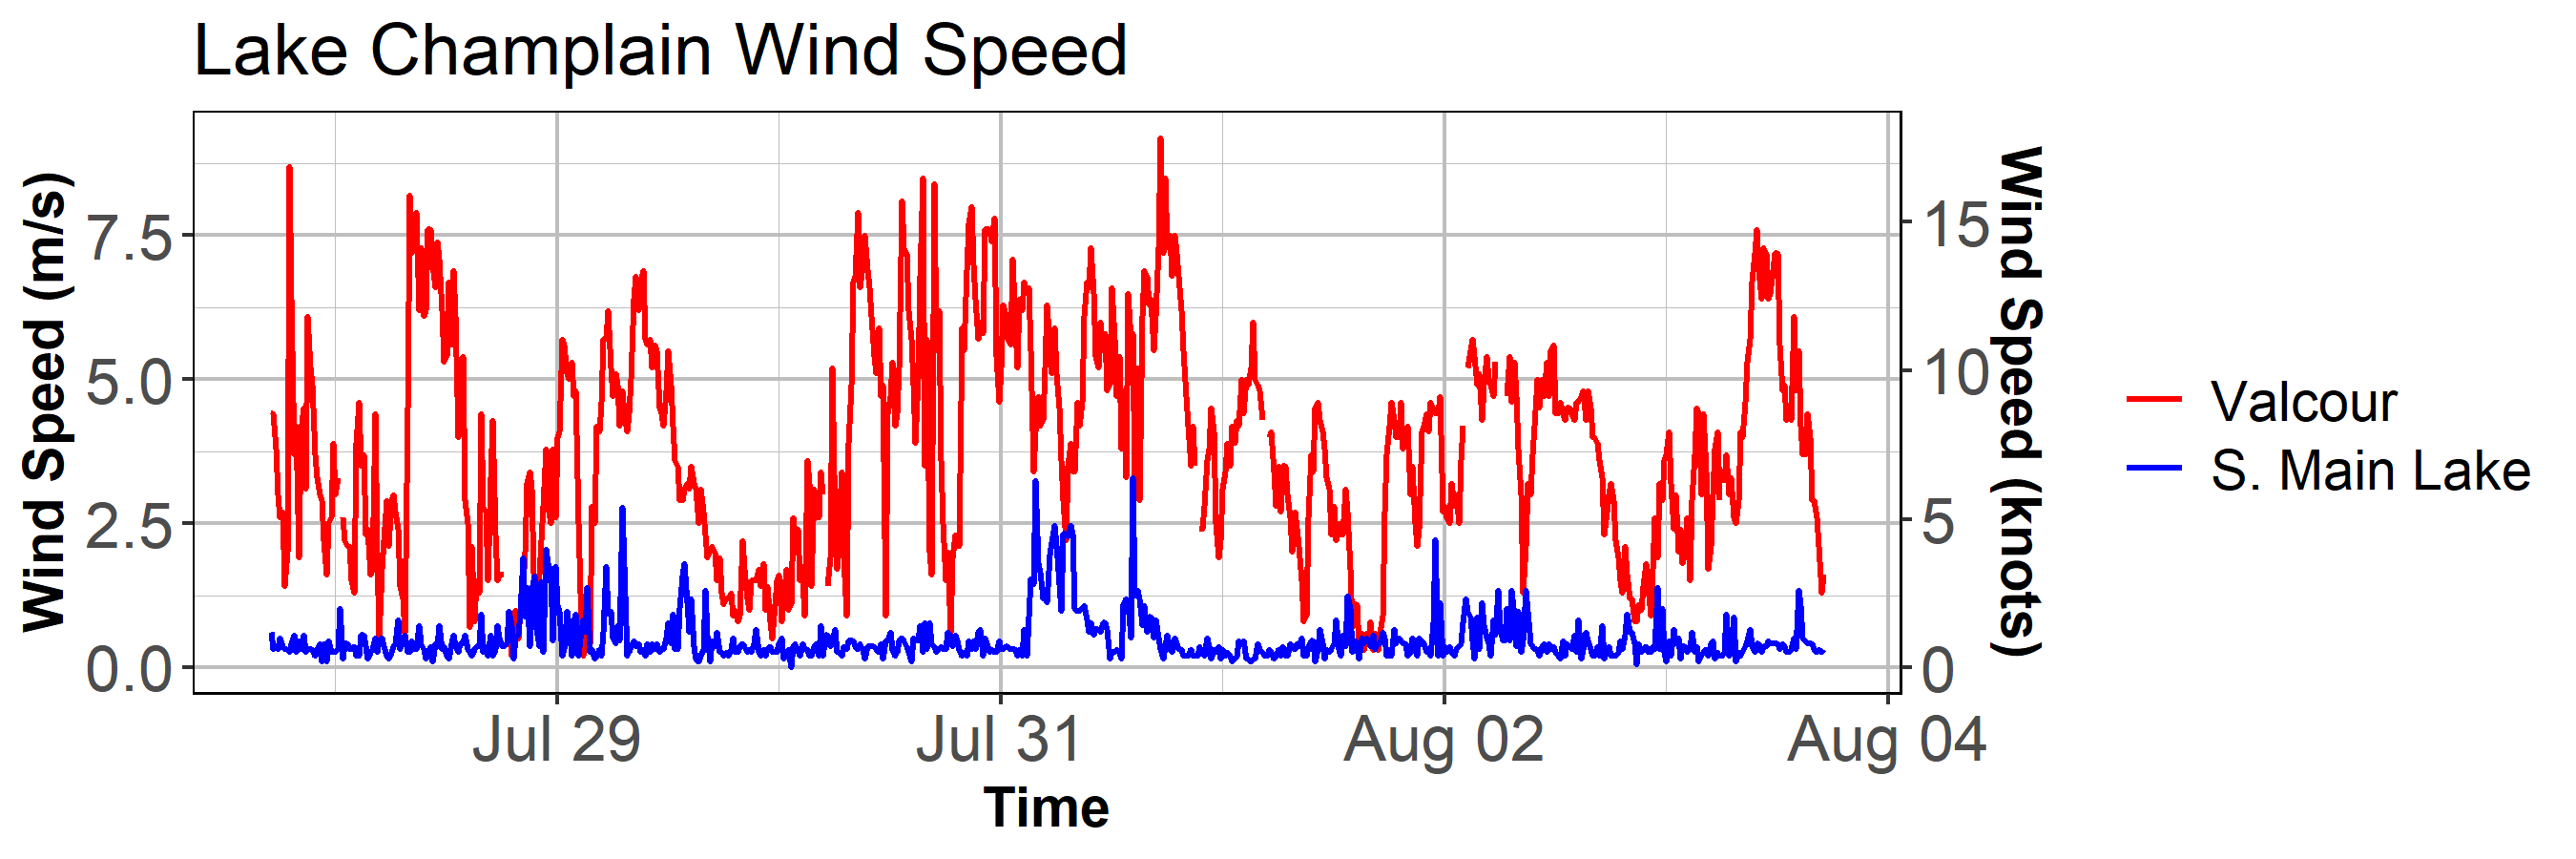 Lake Champlain Wind Speed
Wind Speed (m/s)
7.5
5.0
2.5
0.0
15
10
5
0
Wind Speed (knots)
Jul 29
Jul 31
Aug 02
Aug 04
Time
Valcour
S. Main Lake